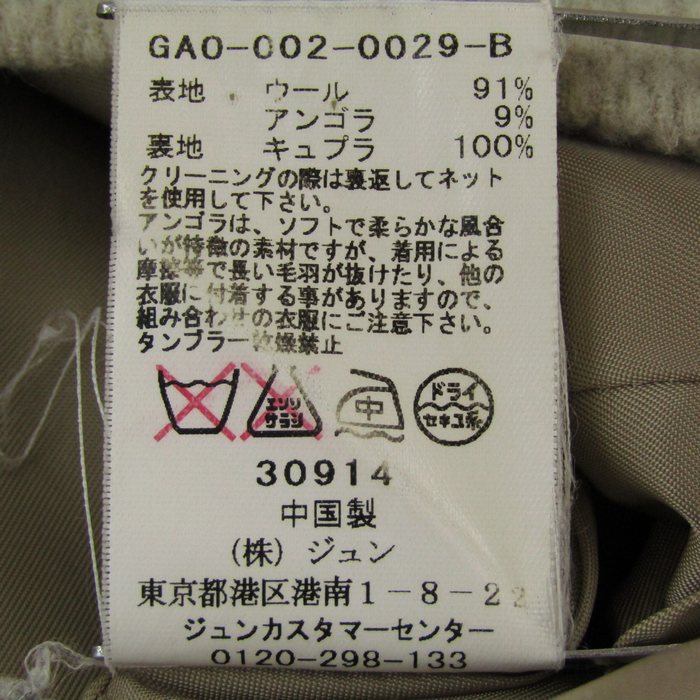 GA0-002-0029-B
表地 ウール 91%
アンゴラ 9%
裏地 キュプラ 100%
クリーニングの際は裏返してネット
を使用して下さい。
アンゴラは、ソフトで柔らかな風合
いが特徴の素材ですが、着用による
摩擦等で長い毛羽が抜けたり、他の
衣服に付着する事がありますので、
組み合わせの衣服にご注意下さい。
タンブラー乾燥禁止
エンソ
サラシ
中
ドライ
セキユ系
30914
中国製
(株) ジュン
東京都港区港南1-8-22
ジュンカスタマーセンター
0120-298-133